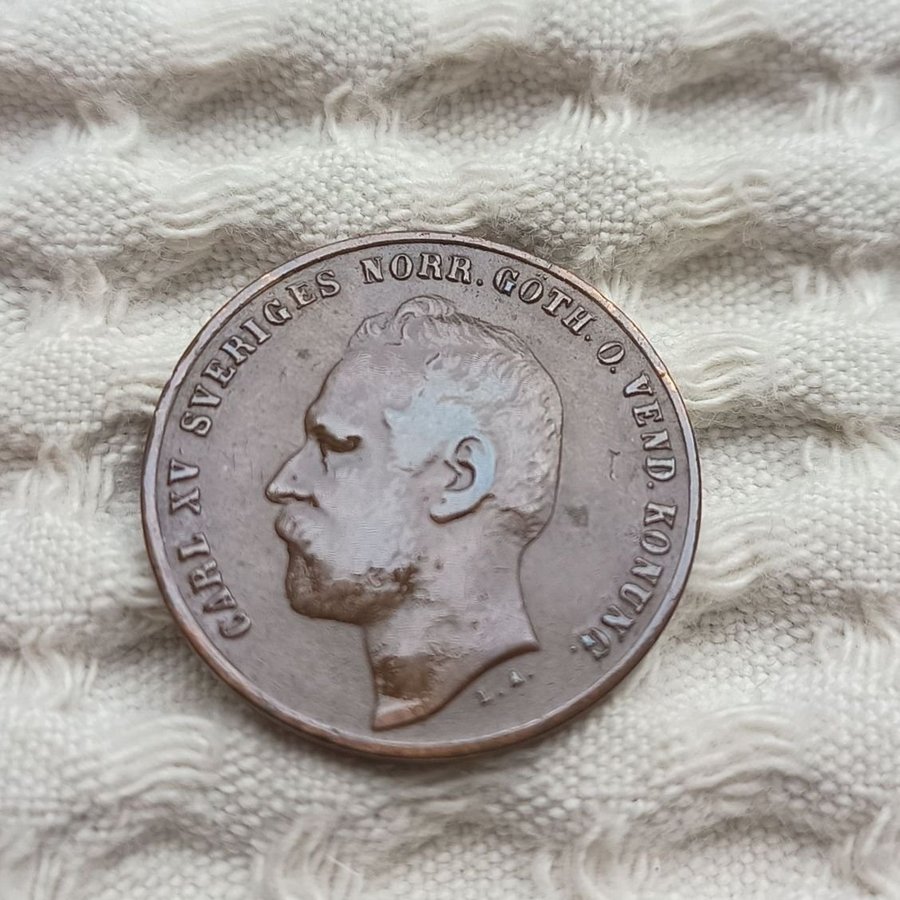 CARL XV SVERIGES NORR. GÖTH. O. VEND. KONUNG.
L. A.